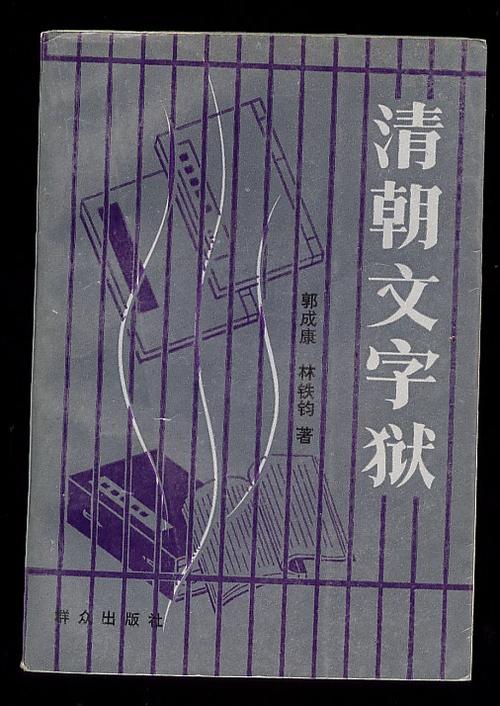 清朝文字狱
郭成康 林铁钧 著
群众出版社